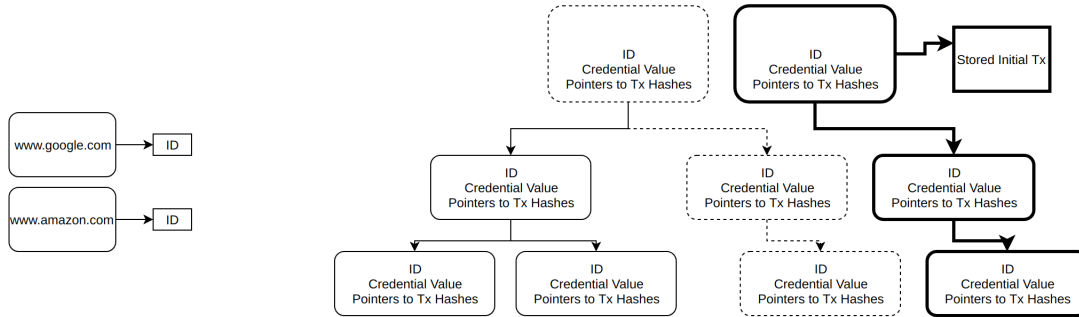 ID
Credential Value
Pointers to Tx Hashes
ID
Credential Value
Pointers to Tx Hashes
Stored Initial Tx
www.google.com
ID
www.amazon.com
ID
ID
Credential Value
Pointers to Tx Hashes
ID
Credential Value
Pointers to Tx Hashes
ID
Credential Value
Pointers to Tx Hashes
ID
Credential Value
Pointers to Tx Hashes
ID
Credential Value
Pointers to Tx Hashes
ID
Credential Value
Pointers to Tx Hashes
ID
Credential Value
Pointers to Tx Hashes